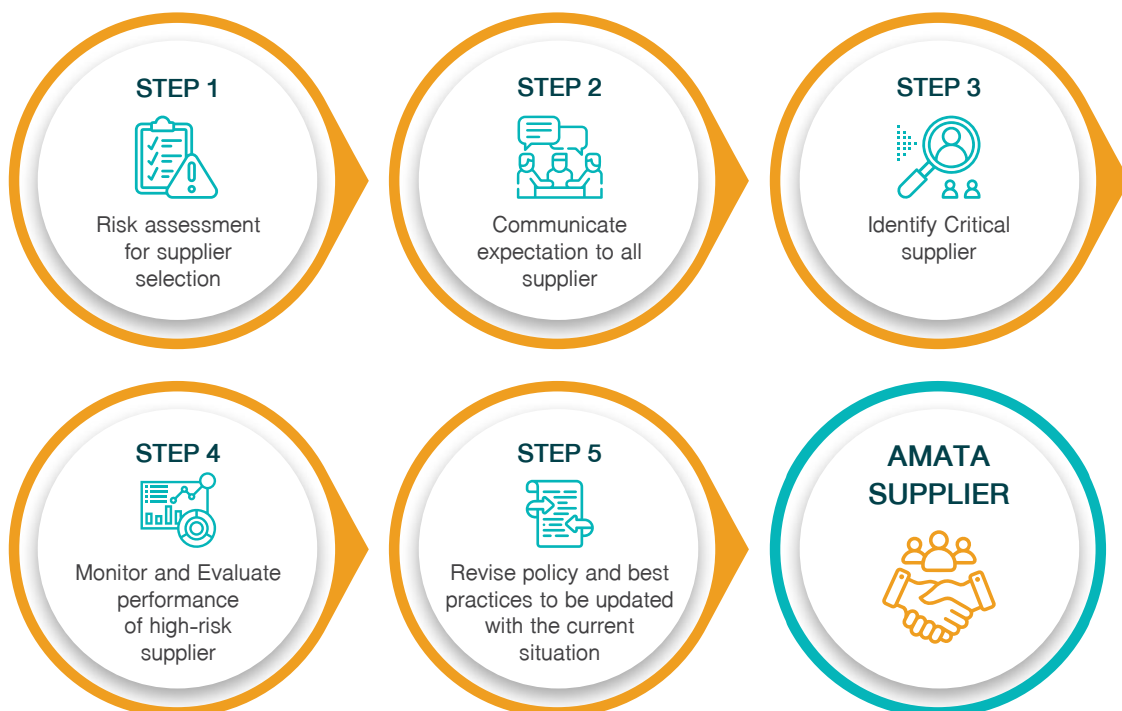 STEP 1
Risk assessment
for supplier
selection
STEP 2
Communicate
expectation to all
supplier
STEP 3
Identify Critical
supplier
STEP 4
Monitor and Evaluate
performance
of high-risk
supplier
STEP 5
Revise policy and best
practices to be updated
with the current
situation
AMATA
SUPPLIER